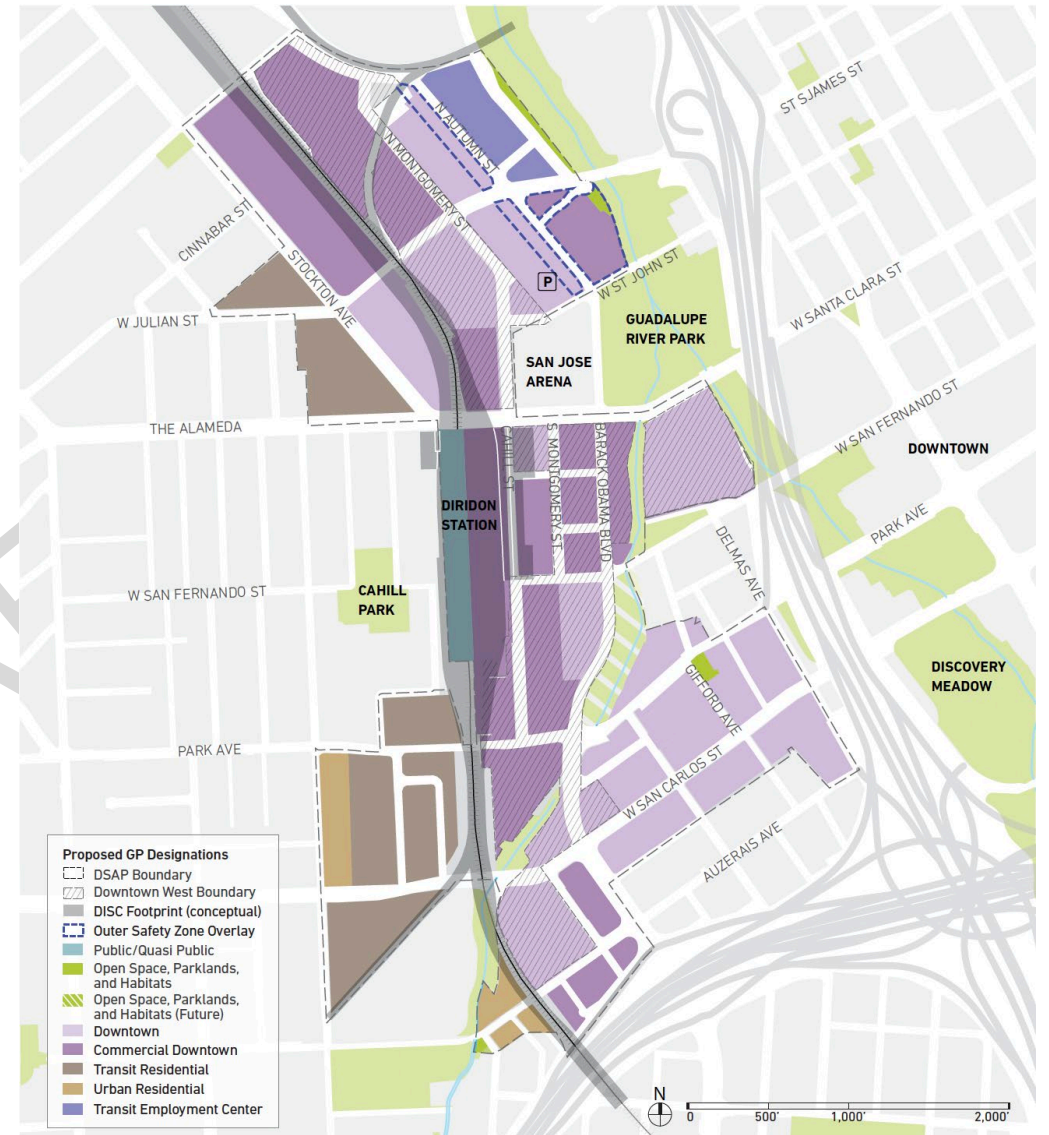 ST SJAMES ST
N AUTUMN ST
N MONTGOMERY ST
CINNABAR ST
STOCKTON AVE
P
W ST JOHN ST
W JULIAN ST
GUADALUPE
RIVER PARK
W SANTA CLARA ST
SAN JOSE
ARENA
W SAN FERNANDO ST
THE ALAMEDA
CAHILL ST
S MONTGOMERY ST
BARACK OBAMA BLVD
DOWNTOWN
DIRIDON
STATION
PARK AVE
DELMAS AVE
W SAN FERNANDO ST
CAHILL
PARK
DISCOVERY
MEADOW
GIFFORD AVE
PARK AVE
W SAN CARLOS ST
AUZERAIS AVE
Proposed GP Designations
DSAP Boundary
Downtown West Boundary
DISC Footprint (conceptual)
Outer Safety Zone Overlay
Public/Quasi Public
Open Space, Parklands,
and Habitats
Open Space, Parklands,
and Habitats (Future)
Downtown
Commercial Downtown
Transit Residential
Urban Residential
Transit Employment Center
N
0 500' 1,000' 2,000'